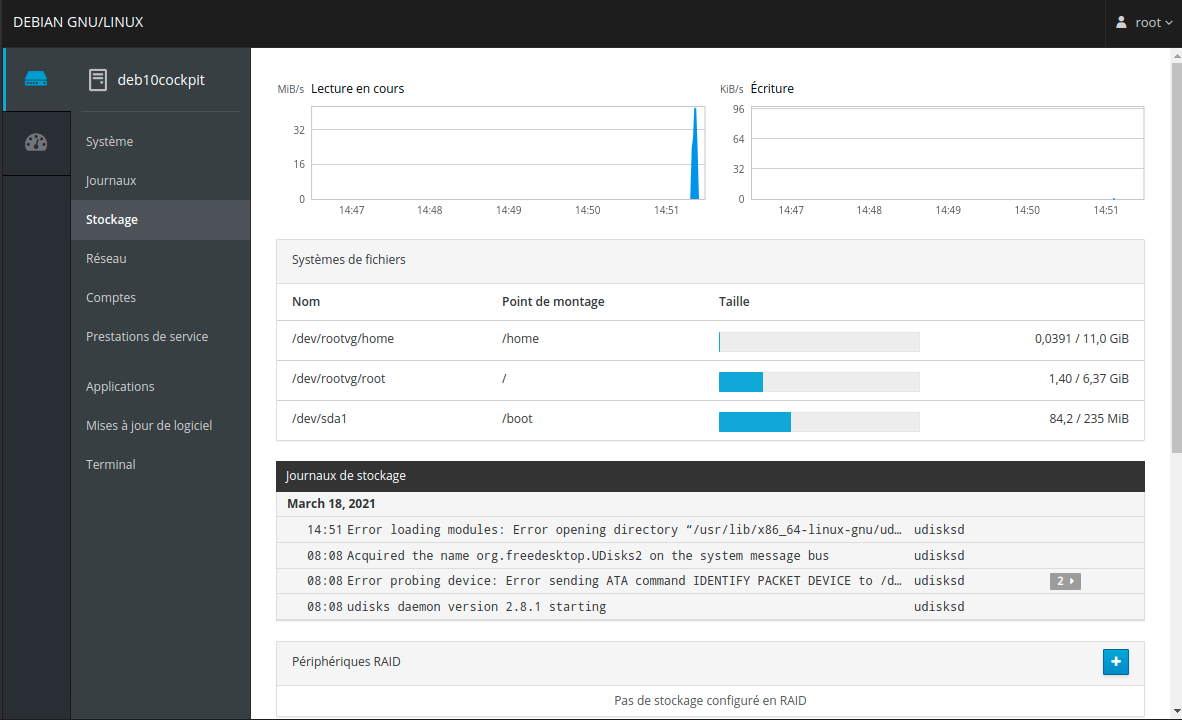 DEBIAN GNU/LINUX
root
deb10cockpit
Système
Journaux
Stockage
Réseau
Comptes
Prestations de service
Applications
Mises à jour de logiciel
Terminal
MiB/s Lecture en cours
32
16
0
14:47 14:48 14:49 14:50 14:51
KiB/s Écriture
96
64
32
0
14:47 14:48 14:49 14:50 14:51
Systèmes de fichiers
Nom Point de montage Taille
/dev/rootvg/home /home 0,0391 / 11,0 GiB
/dev/rootvg/root / 1,40 / 6,37 GiB
/dev/sda1 /boot 84,2 / 235 MiB
Journaux de stockage
March 18, 2021
14:51 Error loading modules: Error opening directory “/usr/lib/x86_64-linux-gnu/ud… udisksd
08:08 Acquired the name org.freedesktop.UDisks2 on the system message bus udisksd
08:08 Error probing device: Error sending ATA command IDENTIFY PACKET DEVICE to /d… udisksd 2
08:08 udisks daemon version 2.8.1 starting udisksd
Périphériques RAID
Pas de stockage configuré en RAID